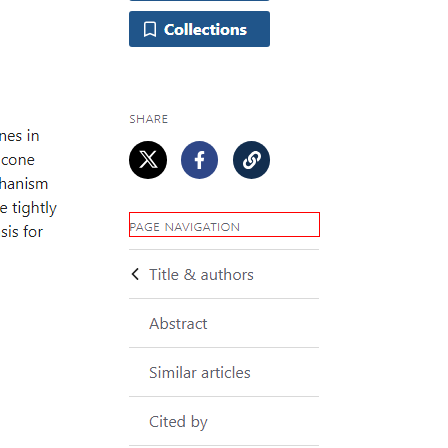 Collections
SHARE
nes in
cone
hanism
e tightly
sis for
PAGE NAVIGATION
Title & authors
Abstract
Similar articles
Cited by